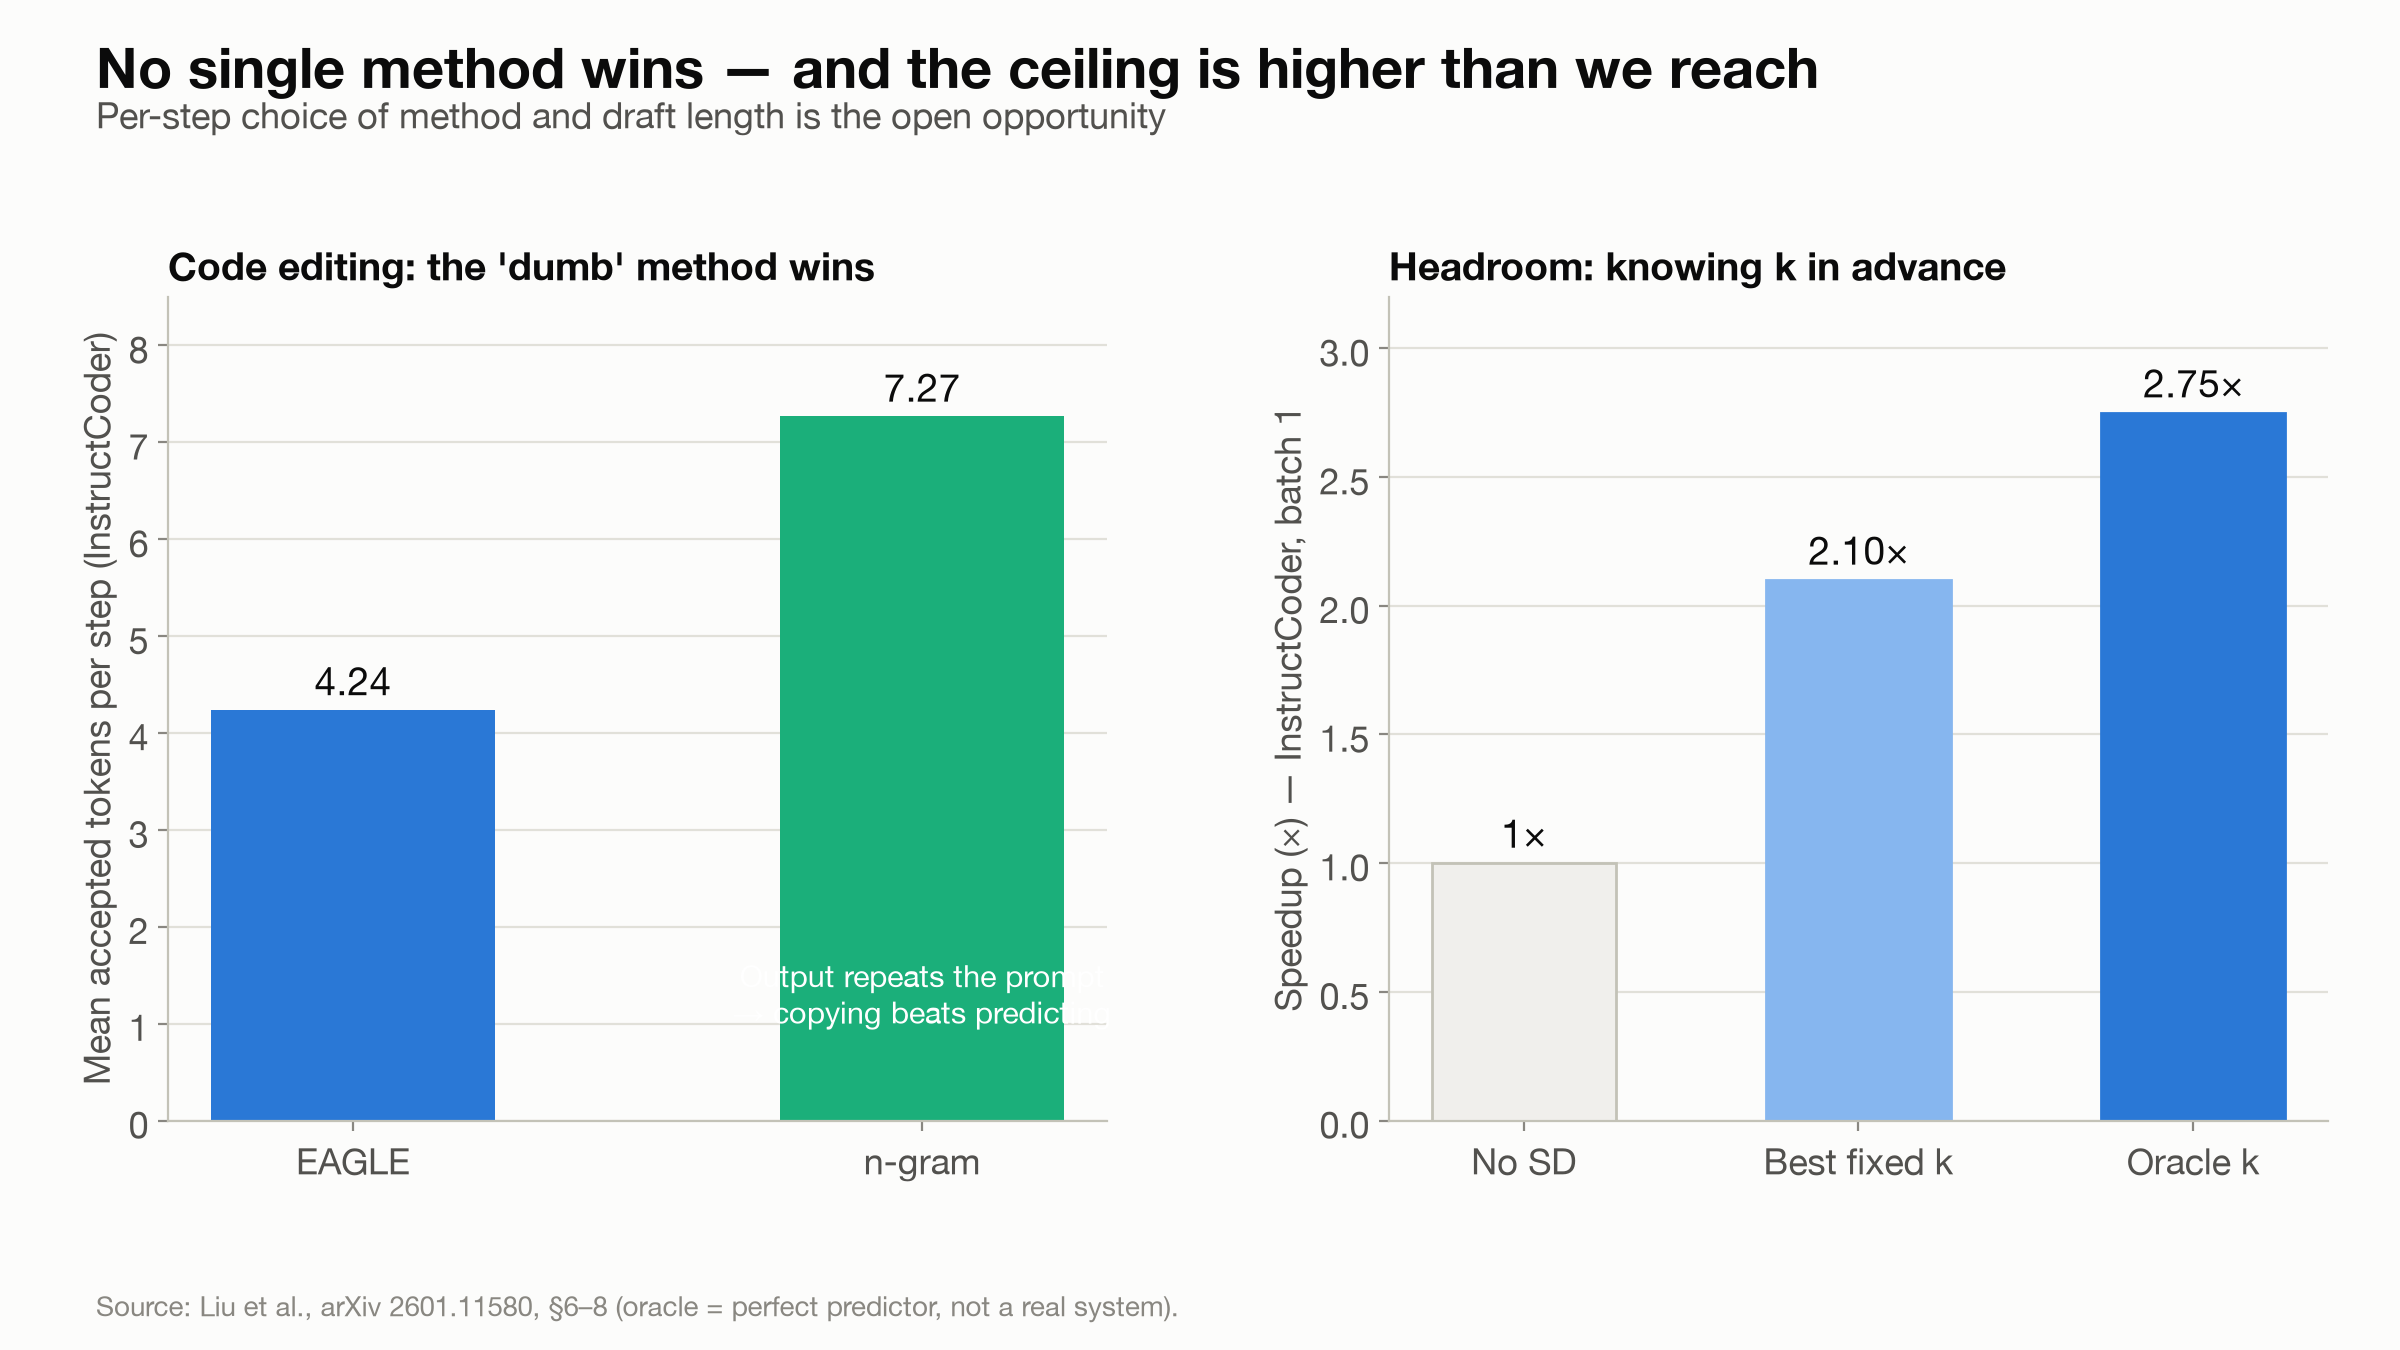 No single method wins — and the ceiling is higher than we reach
Per-step choice of method and draft length is the open opportunity
Code editing: the 'dumb' method wins
Mean accepted tokens per step (InstructCoder)
8
7
6
5
4
3
2
1
0
4.24
7.27
Output repeats the prompt
copying beats predicting
EAGLE
n-gram
Headroom: knowing k in advance
Speedup (×) — InstructCoder, batch 1
3.0
2.5
2.0
1.5
1.0
0.5
0.0
1×
2.10×
2.75×
No SD
Best fixed k
Oracle k
Source: Liu et al., arXiv 2601.11580, §6–8 (oracle = perfect predictor, not a real system).